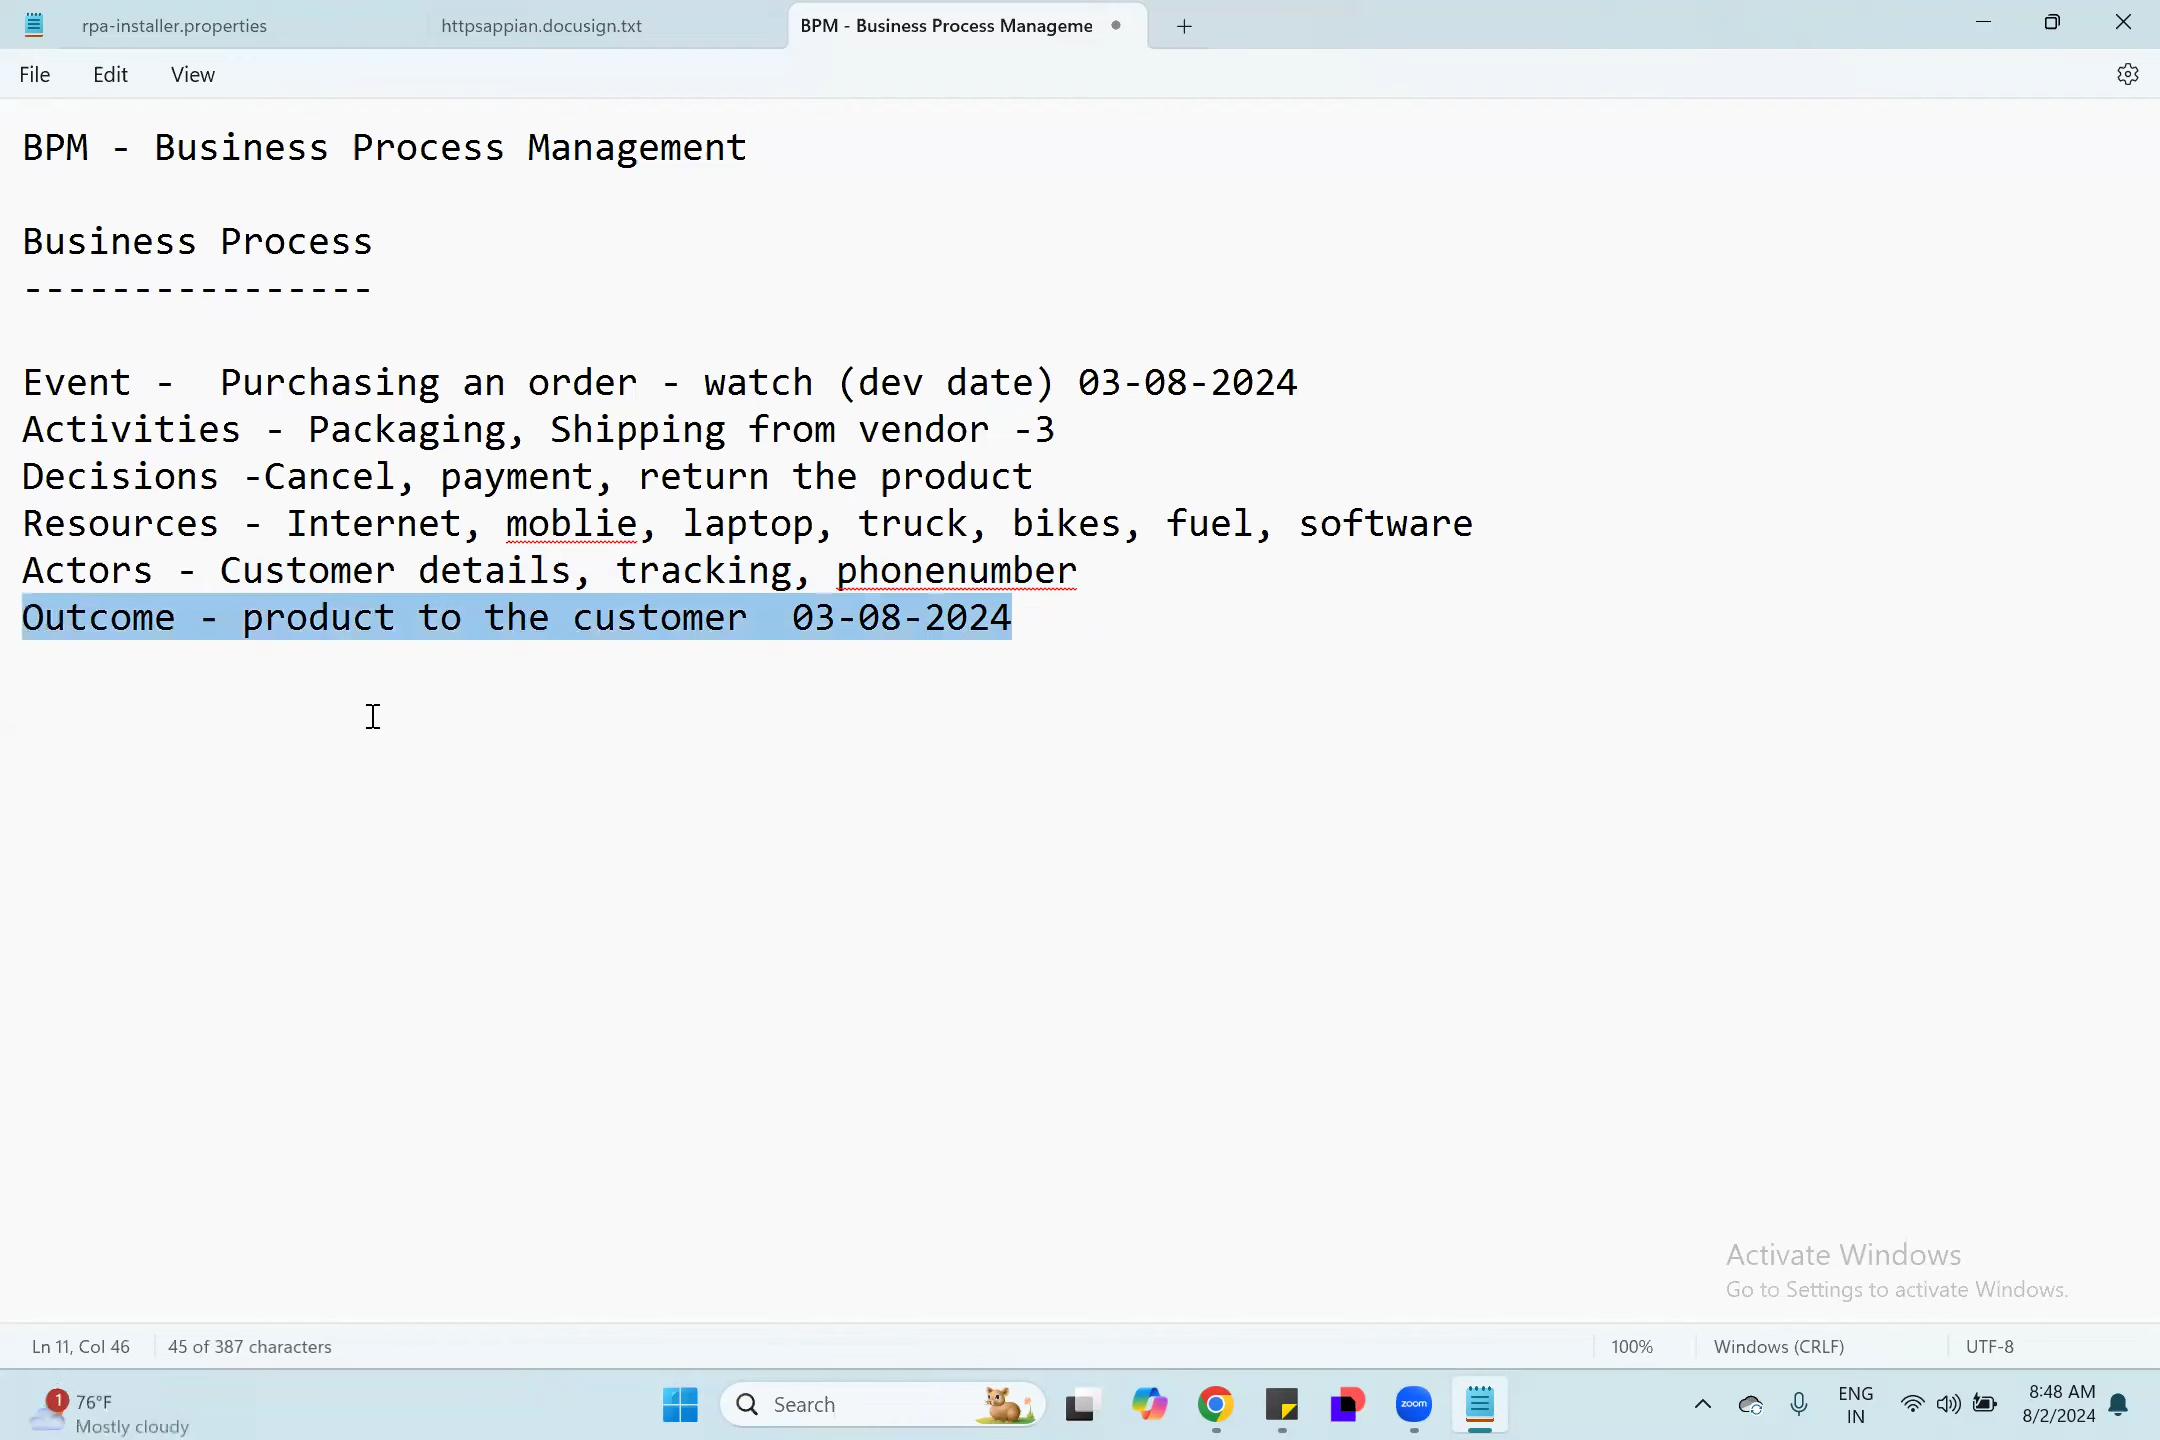 rpa-installer.properties httpsappian.docusign.txt BPM - Business Process Manageme
File Edit View
BPM - Business Process Management
Business Process
----------------
Event -  Purchasing an order - watch (dev date) 03-08-2024
Activities - Packaging, Shipping from vendor -3
Decisions -Cancel, payment, return the product
Resources - Internet, moblie, laptop, truck, bikes, fuel, software
Actors - Customer details, tracking, phonenumber
Outcome - product to the customer  03-08-2024
Activate Windows
Go to Settings to activate Windows.
Ln 11, Col 46 45 of 387 characters 100% Windows (CRLF) UTF-8
1 76°F
Mostly cloudy
Search
zoom
ENG
IN
8:48 AM
8/2/2024